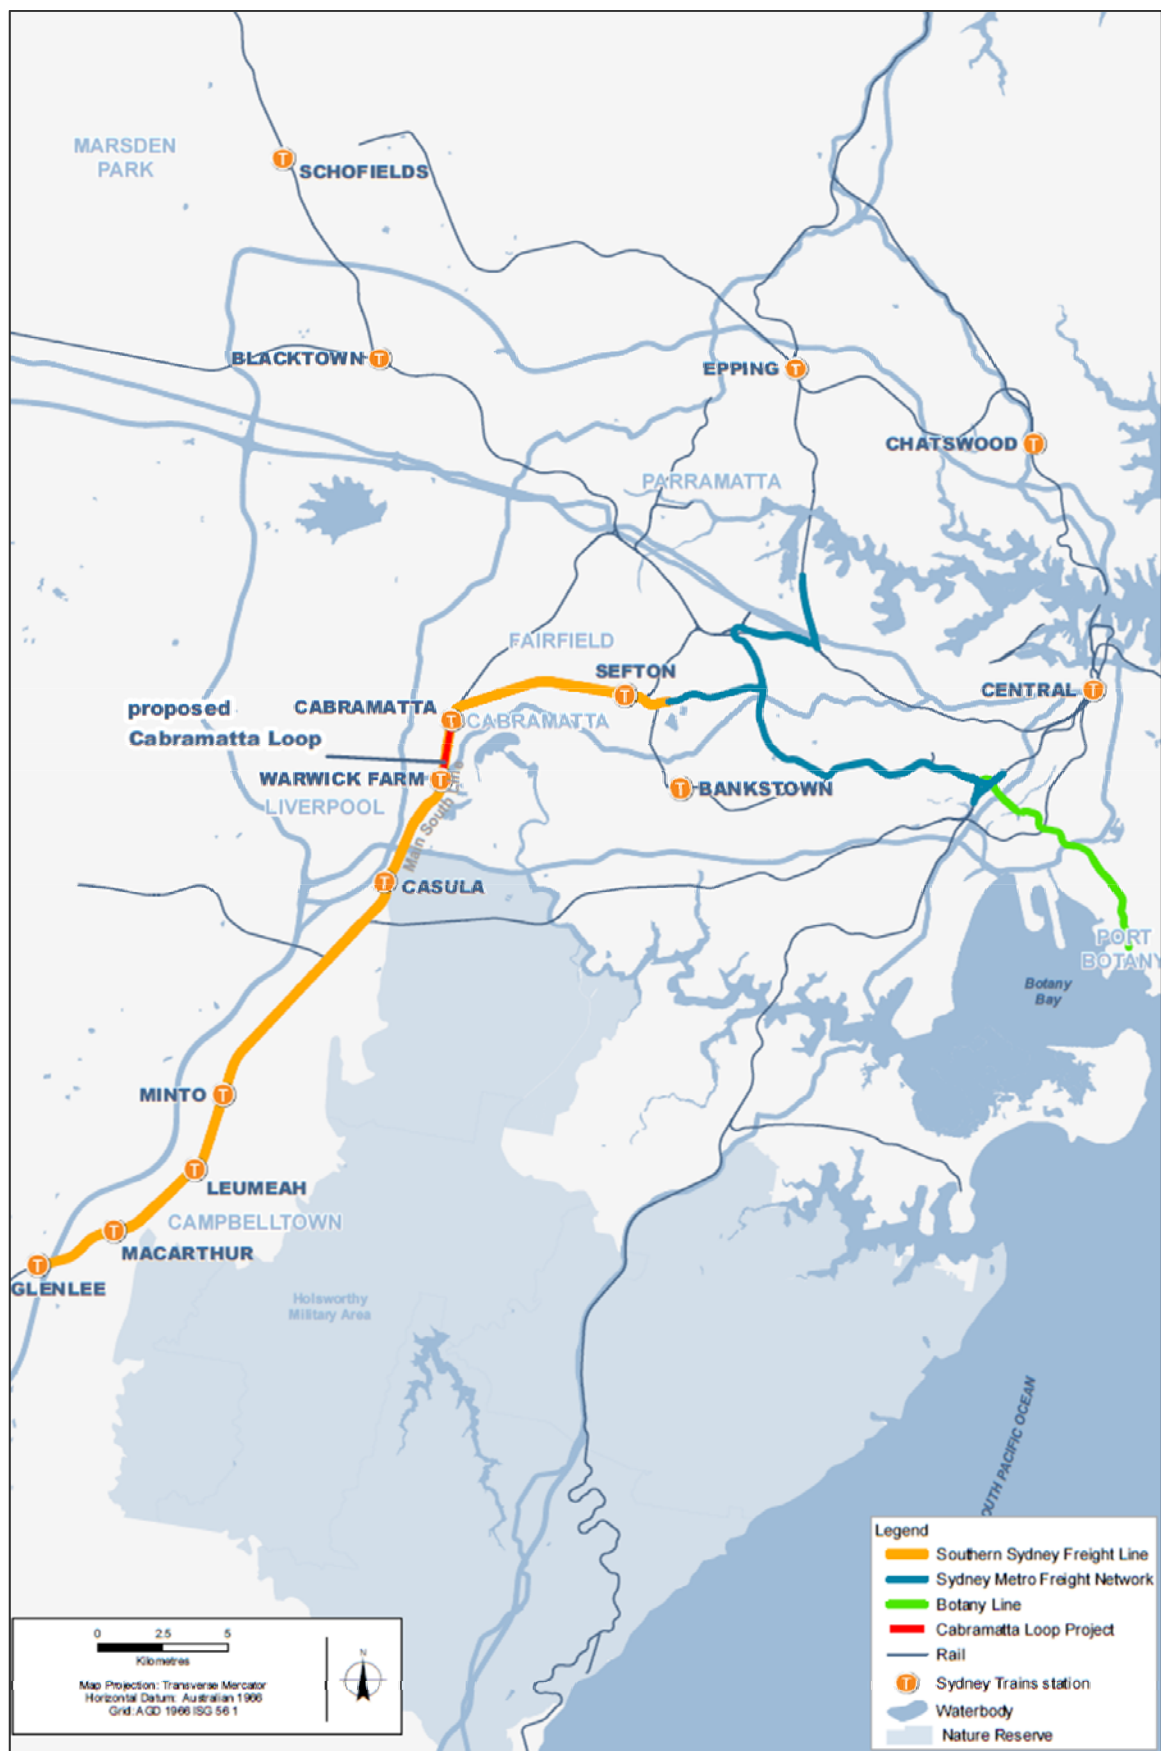 MARSDEN
PARK
SCHOFIELDS
BLACKTOWN
EPPING
CHATSWOOD
PARRAMATTA
FAIRFIELD
SEFTON
CENTRAL
CABRAMATTA
CABRAMATTA
proposed
Cabramatta Loop
WARWICK FARM
BANKSTOWN
LIVERPOOL
Main South Line
CASULA
PORT
BOTANY
Botany
Bay
MINTO
LEUMEAH
CAMPBELLTOWN
MACARTHUR
GLENLEE
Holsworthy
Military Area
OUTH PACIFIC OCEAN
Legend
Southern Sydney Freight Line
Sydney Metro Freight Network
Botany Line
Cabramatta Loop Project
Rail
T Sydney Trains station
Waterbody
Nature Reserve
0 2.5 5
Kilometres
Map Projection: Transverse Mercator
Horizontal Datum: Australian 1966
Grid: AGD 1966 ISG 56 1
N